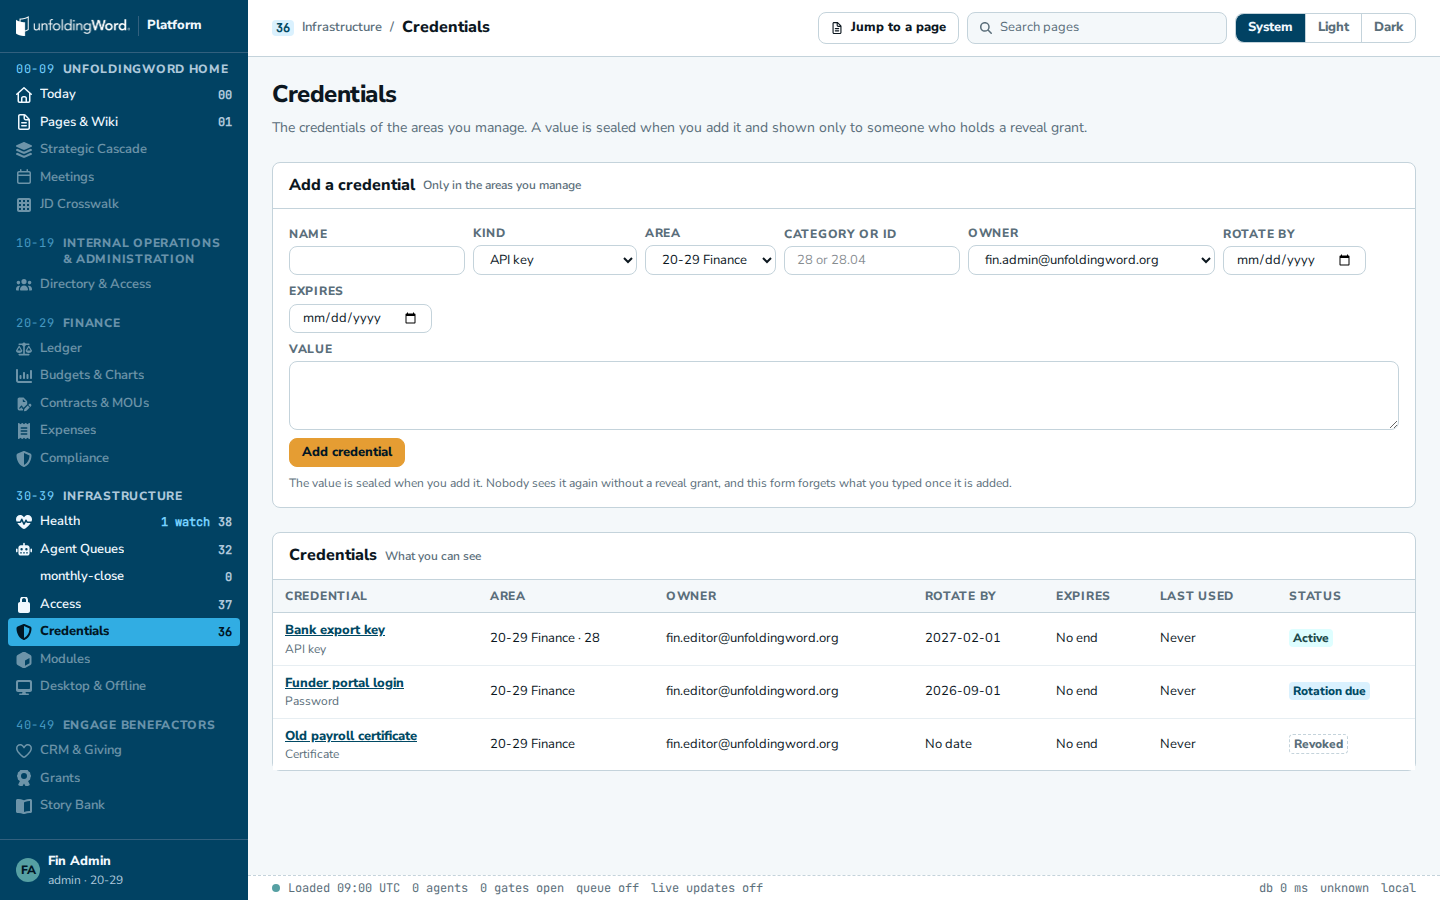 unfoldingWord. Platform
00-09 UNFOLDINGWORD HOME
Today 00
Pages & Wiki 01
Strategic Cascade
Meetings
JD Crosswalk
10-19 INTERNAL OPERATIONS
& ADMINISTRATION
Directory & Access
20-29 FINANCE
Ledger
Budgets & Charts
Contracts & MOUs
Expenses
Compliance
30-39 INFRASTRUCTURE
Health 1 watch 38
Agent Queues 32
monthly-close 0
Access 37
Credentials 36
Modules
Desktop & Offline
40-49 ENGAGE BENEFACTORS
CRM & Giving
Grants
Story Bank
FA Fin Admin
admin · 20-29
36 Infrastructure / Credentials Jump to a page Search pages System Light Dark
Credentials
The credentials of the areas you manage. A value is sealed when you add it and shown only to someone who holds a reveal grant.
Add a credential Only in the areas you manage
NAME KIND AREA CATEGORY OR ID OWNER ROTATE BY
API key 20-29 Finance 28 or 28.04 fin.admin@unfoldingword.org mm/dd/yyyy
EXPIRES
mm/dd/yyyy
VALUE
Add credential
The value is sealed when you add it. Nobody sees it again without a reveal grant, and this form forgets what you typed once it is added.
Credentials What you can see
CREDENTIAL AREA OWNER ROTATE BY EXPIRES LAST USED STATUS
Bank export key 20-29 Finance · 28 fin.editor@unfoldingword.org 2027-02-01 No end Never Active
API key
Funder portal login 20-29 Finance fin.editor@unfoldingword.org 2026-09-01 No end Never Rotation due
Password
Old payroll certificate 20-29 Finance fin.editor@unfoldingword.org No date No end Never Revoked
Certificate
Loaded 09:00 UTC 0 agents 0 gates open queue off live updates off db 0 ms unknown local